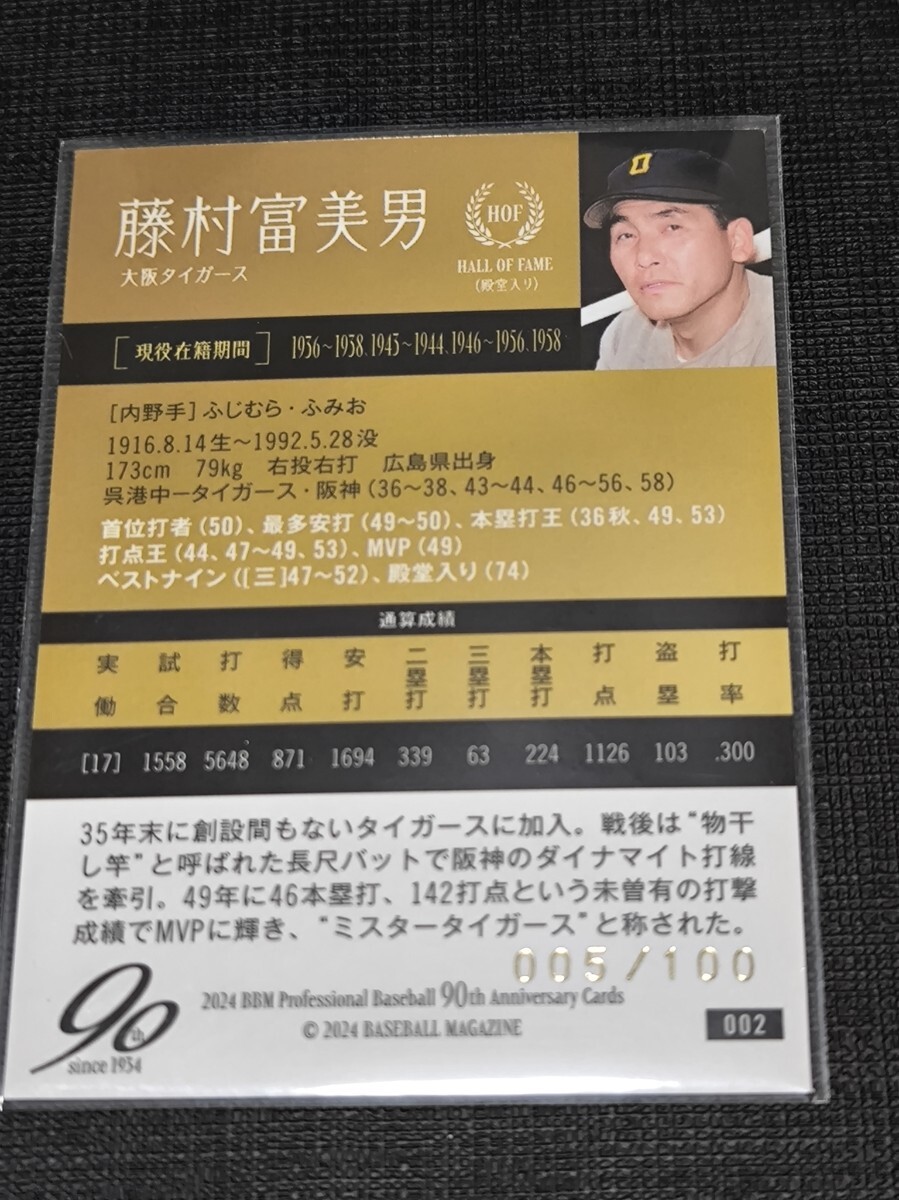 藤村富美男
大阪タイガース
HOF
HALL OF FAME
(殿堂入り)
[現役在籍期間] 1936~1938、1943~1944、1946~1956、1958
[内野手]ふじむら・ふみお
1916.8.14生~1992.5.28没
173cm 79kg 右投右打 広島県出身
呉港中ータイガース・阪神(36~38、43~44、46~56、58)
首位打者(50)、最多安打(49~50)、本塁打王(36秋、49、53)
打点王(44、47~49、53)、MVP(49)
ベストナイン([三]47~52)、殿堂入り(74)
通算成績
実働 試合 打数 得点 安打 二塁打 三塁打 本塁打 打点 盗塁 打率
[17] 1558 5648 871 1694 339 63 224 1126 103 .300
35年末に創設間もないタイガースに加入。戦後は"物干
し竿"と呼ばれた長尺バットで阪神のダイナマイト打線
を牽引。49年に46本塁打、142打点という未曽有の打撃
成績でMVPに輝き、"ミスタータイガース"と称された。
005/100
90th
since 1934
2024 BBM Professional Baseball 90th Anniversary Cards
© 2024 BASEBALL MAGAZINE
002